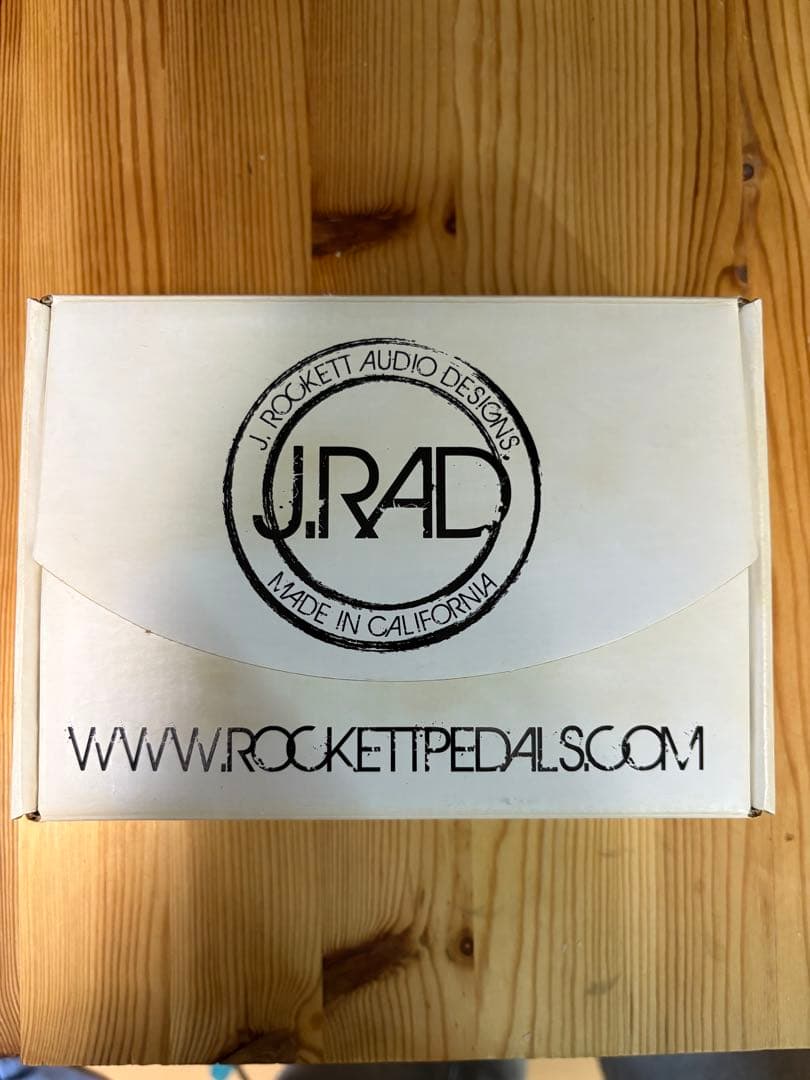 J. ROCKETT AUDIO DESIGNS.
J.RAD
MADE IN CALIFORNIA
WWW.ROCKETTPEDALS.COM